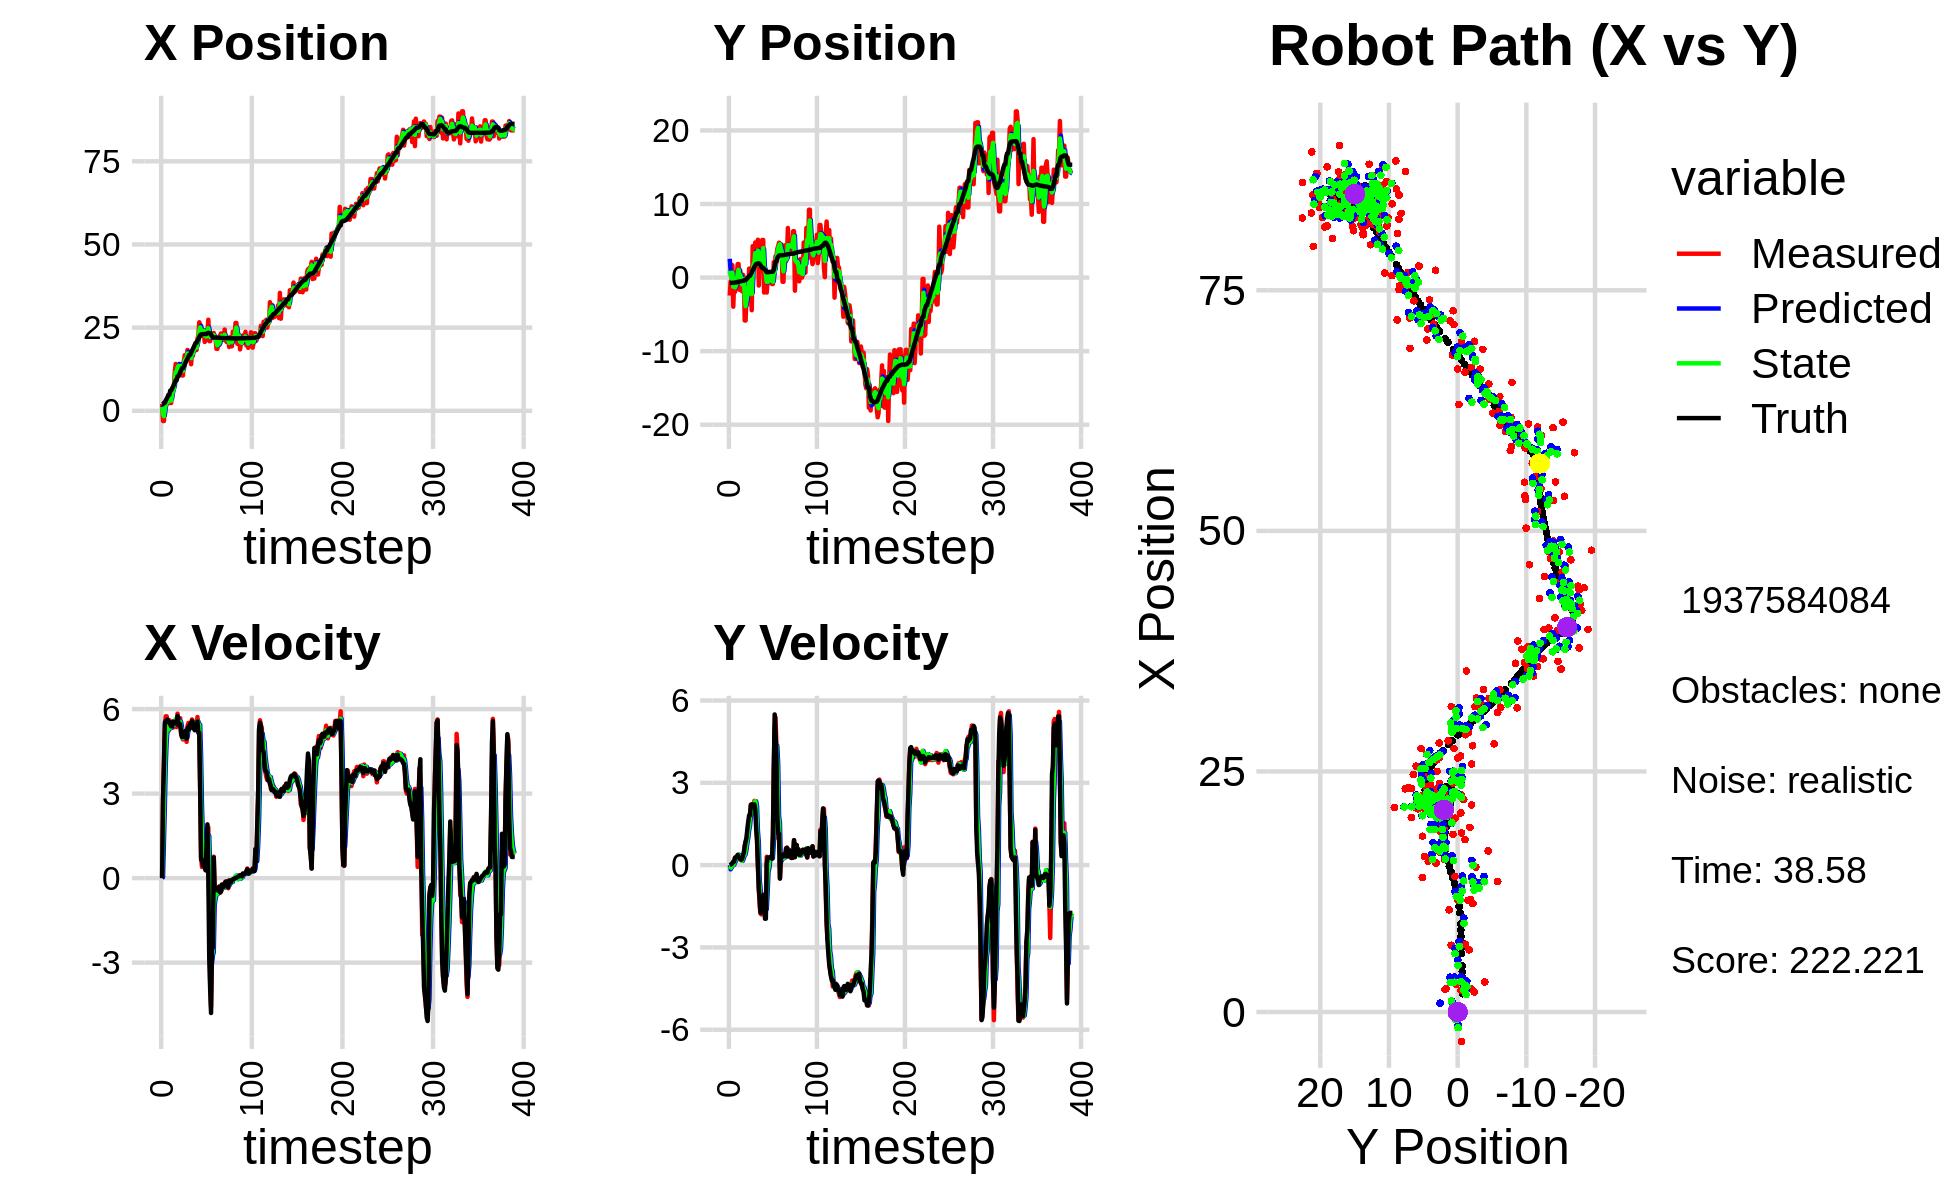 X Position
75
50
25
0
0
100
200
300
400
timestep
Y Position
20
10
0
-10
-20
0
100
200
300
400
timestep
X Velocity
6
3
0
-3
0
100
200
300
400
timestep
Y Velocity
6
3
0
-3
-6
0
100
200
300
400
timestep
Robot Path (X vs Y)
X Position
75
50
25
0
20
10
0
-10
-20
Y Position
variable
Measured
Predicted
State
Truth
1937584084
Obstacles: none
Noise: realistic
Time: 38.58
Score: 222.221